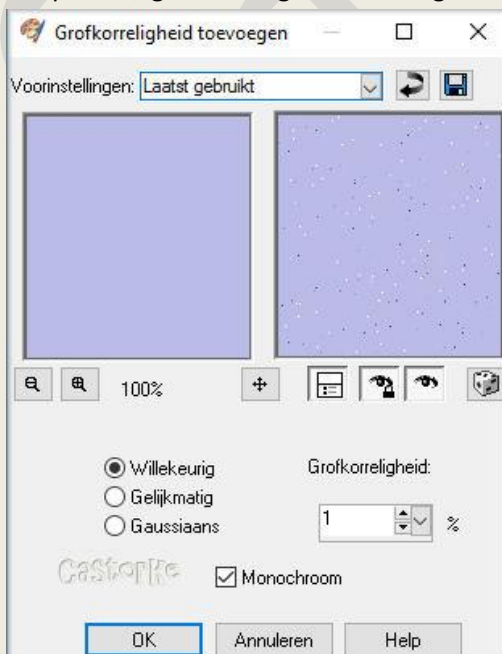 Grofkorreligheid toevoegen
Voorinstellingen: Laatst gebruikt
100%
Willekeurig
Grofkorreligheid:
Gelijkmatig
1 %
Gaussiaans
Castorke
Monochroom
OK Annuleren Help